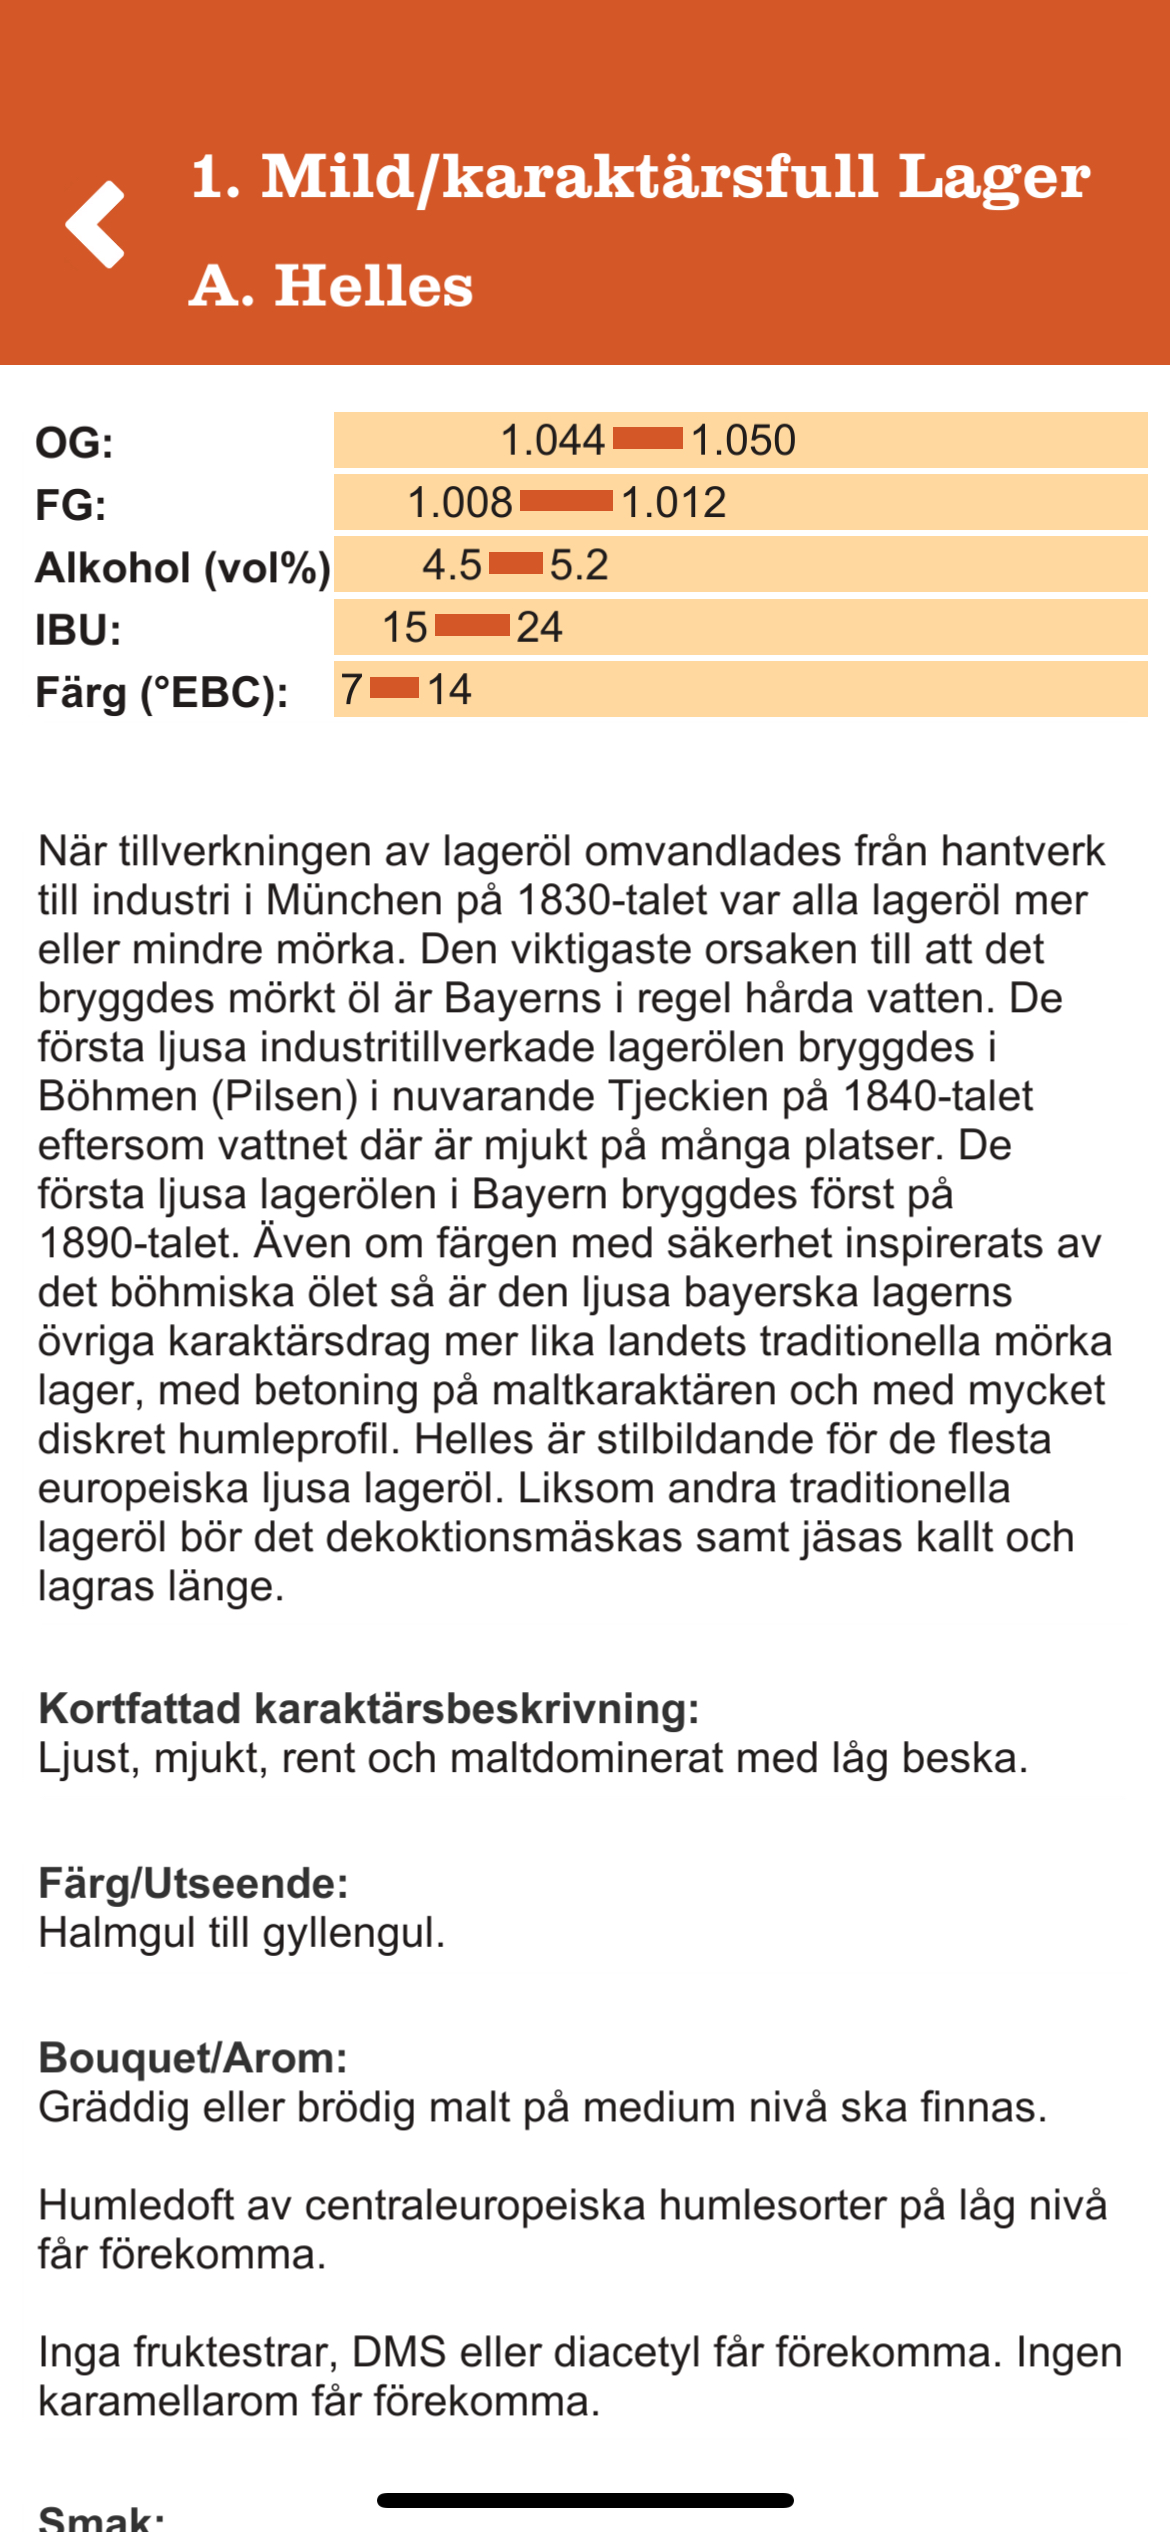 1. Mild/karaktärsfull Lager
A. Helles
OG: 1.044 1.050
FG: 1.008 1.012
Alkohol (vol%) 4.5 5.2
IBU: 15 24
Färg (°EBC): 7 14
När tillverkningen av lageröl omvandlades från hantverk
till industri i München på 1830-talet var alla lageröl mer
eller mindre mörka. Den viktigaste orsaken till att det
bryggdes mörkt öl är Bayerns i regel hårda vatten. De
första ljusa industritillverkade lagerölen bryggdes i
Böhmen (Pilsen) i nuvarande Tjeckien på 1840-talet
eftersom vattnet där är mjukt på många platser. De
första ljusa lagerölen i Bayern bryggdes först på
1890-talet. Även om färgen med säkerhet inspirerats av
det böhmiska ölet så är den ljusa bayerska lagerns
övriga karaktärsdrag mer lika landets traditionella mörka
lager, med betoning på maltkaraktären och med mycket
diskret humleprofil. Helles är stilbildande för de flesta
europeiska ljusa lageröl. Liksom andra traditionella
lageröl bör det dekoktionsmäskas samt jäsas kallt och
lagras länge.
Kortfattad karaktärsbeskrivning:
Ljust, mjukt, rent och maltdominerat med låg beska.
Färg/Utseende:
Halmgul till gyllengul.
Bouquet/Arom:
Gräddig eller brödig malt på medium nivå ska finnas.
Humledoft av centraleuropeiska humlesorter på låg nivå
får förekomma.
Inga fruktestrar, DMS eller diacetyl får förekomma. Ingen
karamellarom får förekomma.
Smak: